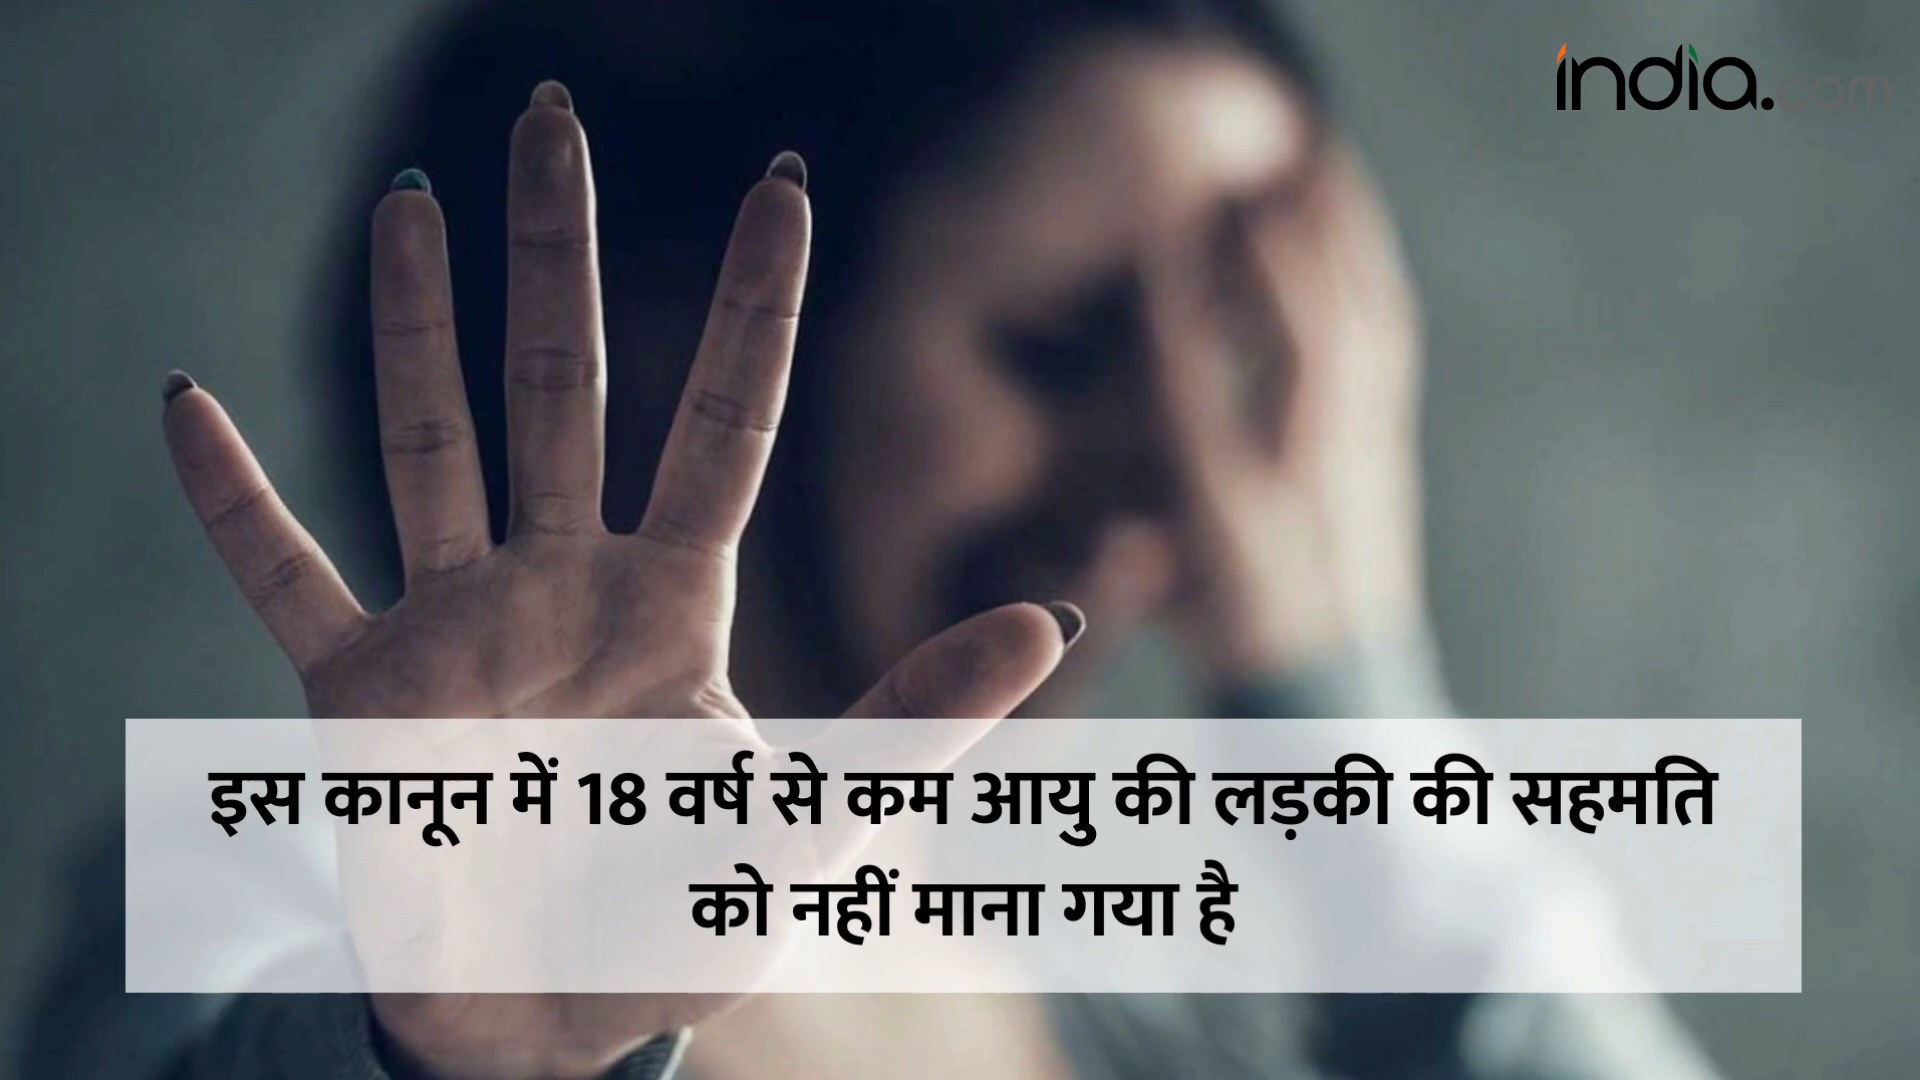 india.com
इस कानून में 18 वर्ष से कम आयु की लड़की की सहमति
को नहीं माना गया है